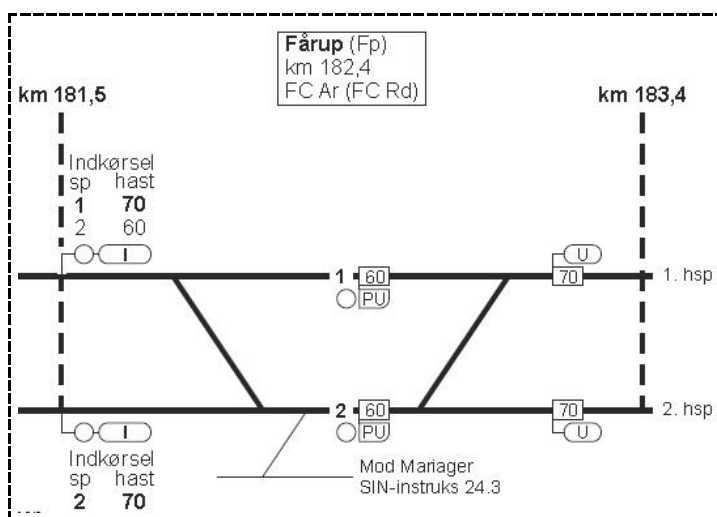 Fårup (Fp)
km 182,4
FC Ar (FC Rd)
km 181,5
km 183,4
Indkørsel
sp hast
1 70
2 60
I
U
1 60
70
1. hsp
PU
2 60
70
2. hsp
I
PU
U
Indkørsel
sp hast
2 70
Mod Mariager
SIN-instruks 24.3